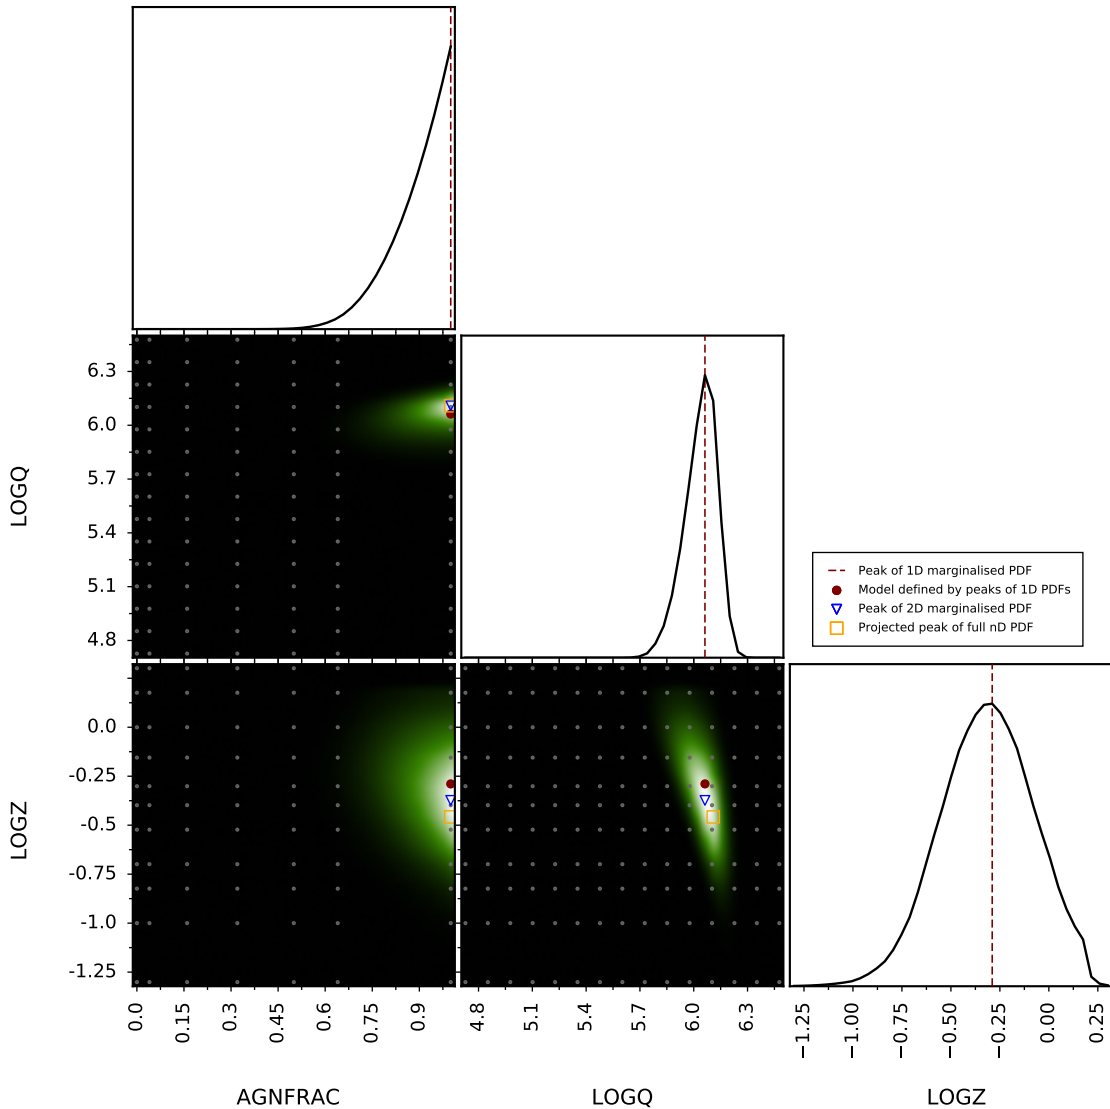 6.3
6.0
5.7
5.4
5.1
4.8
LOGQ
Peak of 1D marginalised PDF
Model defined by peaks of 1D PDFs
Peak of 2D marginalised PDF
Projected peak of full nD PDF
0.0
-0.25
-0.5
-0.75
-1.0
-1.25
LOGZ
0.0 0.15 0.3 0.45 0.6 0.75 0.9
4.8 5.1 5.4 5.7 6.0 6.3
−1.25 −1.00 −0.75 −0.50 −0.25 0.00 0.25
AGNFRAC LOGQ LOGZ